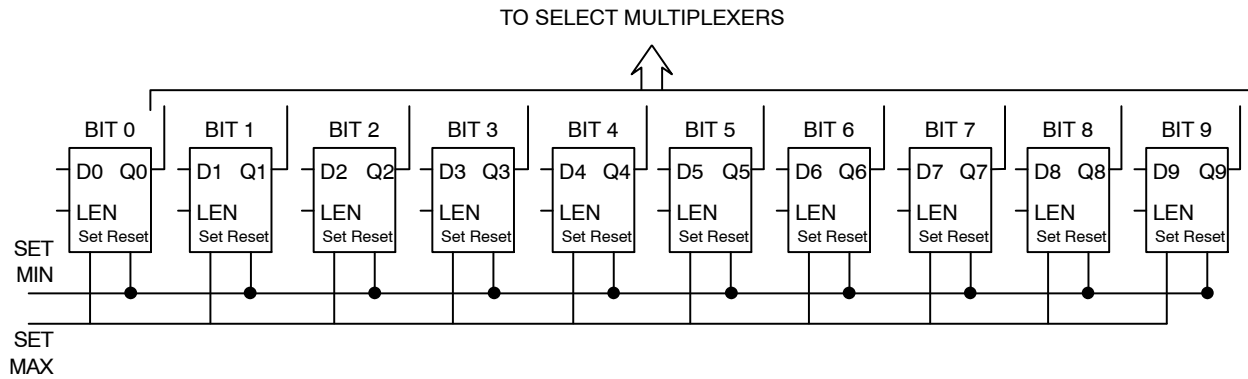 TO SELECT MULTIPLEXERS
BIT 0 BIT 1 BIT 2 BIT 3 BIT 4 BIT 5 BIT 6 BIT 7 BIT 8 BIT 9
D0 Q0 D1 Q1 D2 Q2 D3 Q3 D4 Q4 D5 Q5 D6 Q6 D7 Q7 D8 Q8 D9 Q9
LEN LEN LEN LEN LEN LEN LEN LEN LEN LEN
Set Reset Set Reset Set Reset Set Reset Set Reset Set Reset Set Reset Set Reset Set Reset Set Reset
SET
MIN
SET
MAX